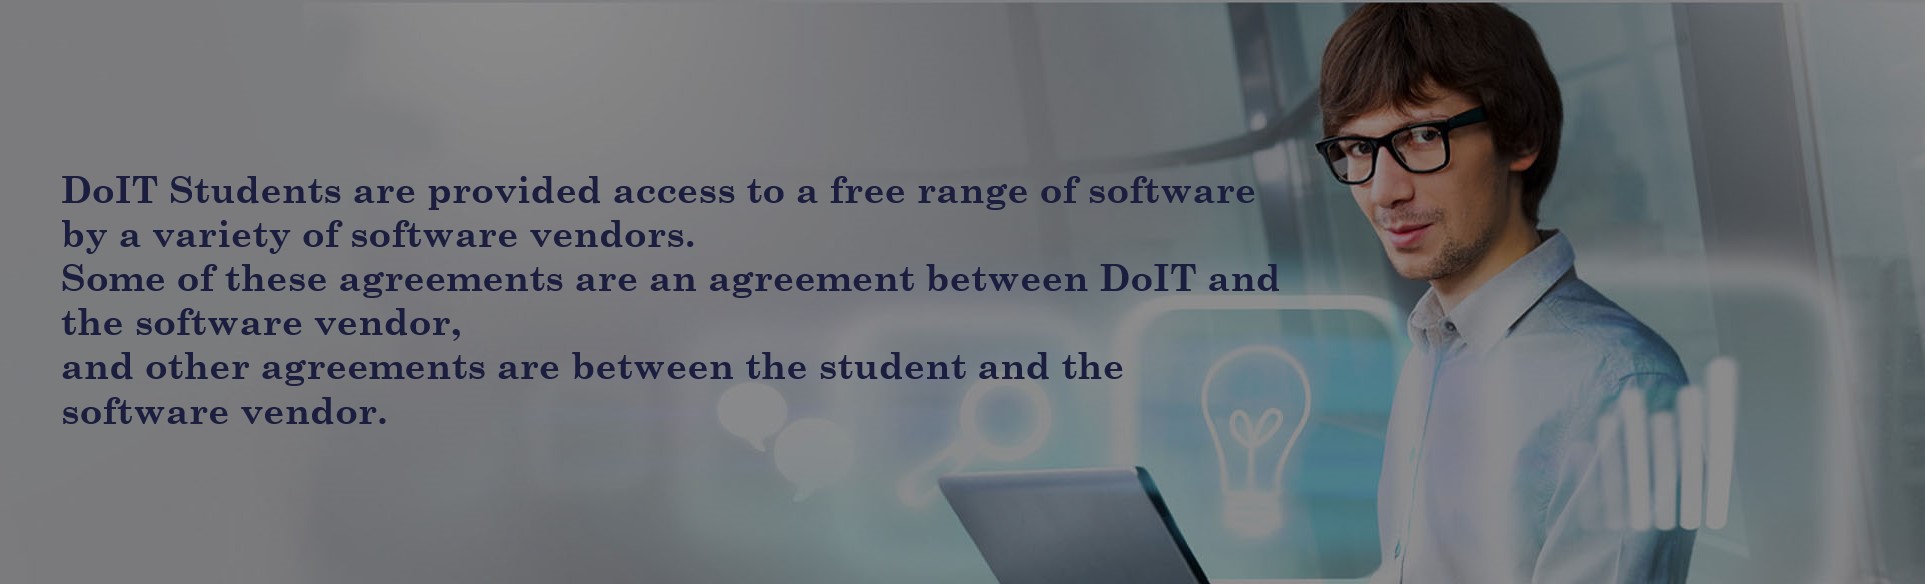 DoIT Students are provided access to a free range of software
by a variety of software vendors.
Some of these agreements are an agreement between DoIT and
the software vendor,
and other agreements are between the student and the
software vendor.